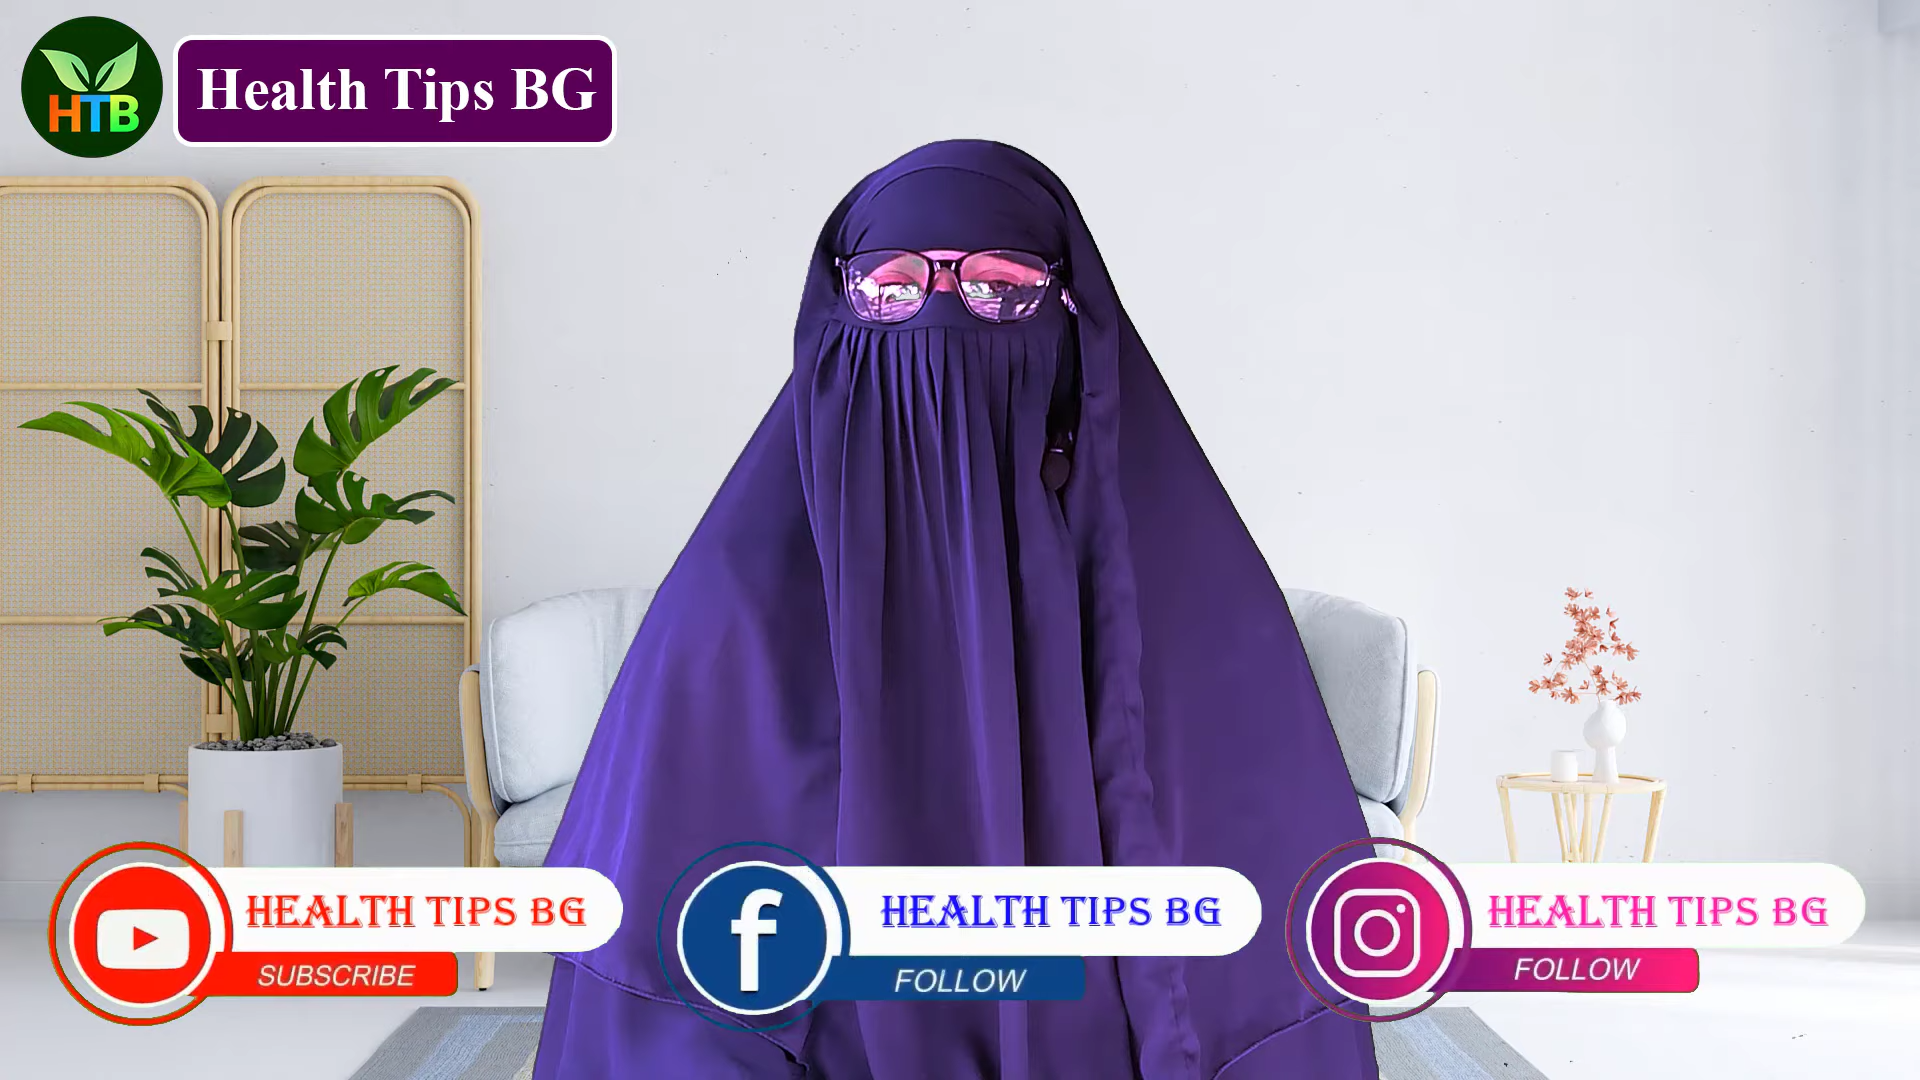 HTB
Health Tips BG
HEALTH TIPS BG
SUBSCRIBE
HEALTH TIPS BG
FOLLOW
HEALTH TIPS BG
FOLLOW